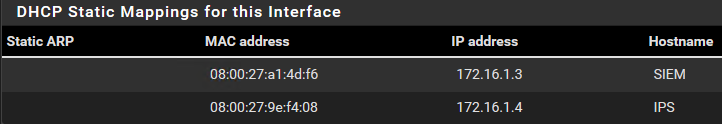 DHCP Static Mappings for this Interface
Static ARP MAC address IP address Hostname
08:00:27:a1:4d:f6 172.16.1.3 SIEM
08:00:27:9e:f4:08 172.16.1.4 IPS